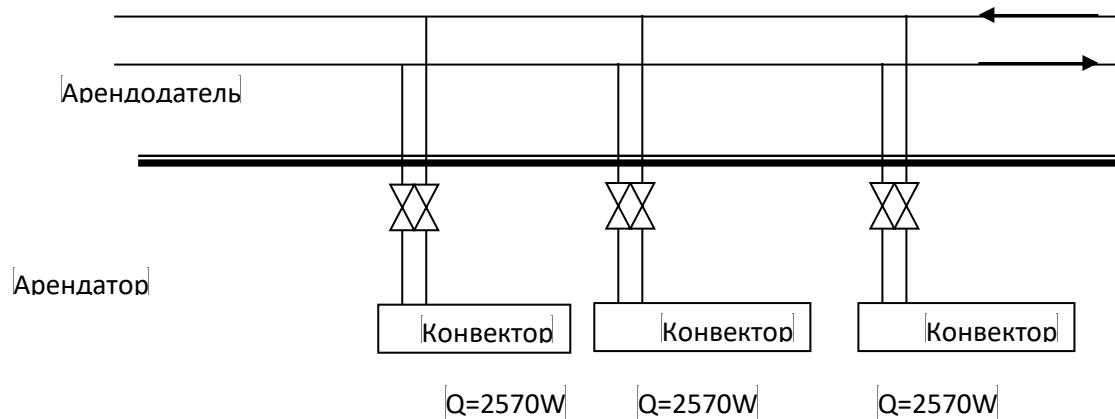 Арендодатель
Арендатор
Конвектор Конвектор Конвектор
Q=2570W Q=2570W Q=2570W